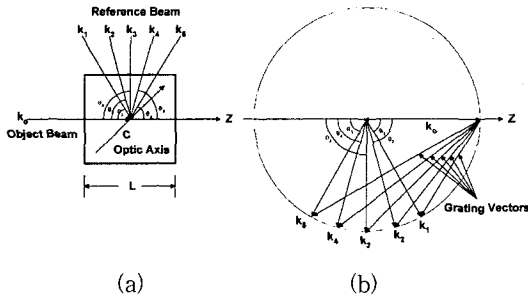 Reference Beam
k₁ k₂ k₃ k₄ k₅
k₀
Z
Object Beam
C
Optic Axis
L
(a)
k₀
Z
Grating Vectors
k₅
k₄
k₃
k₂
k₁
(b)